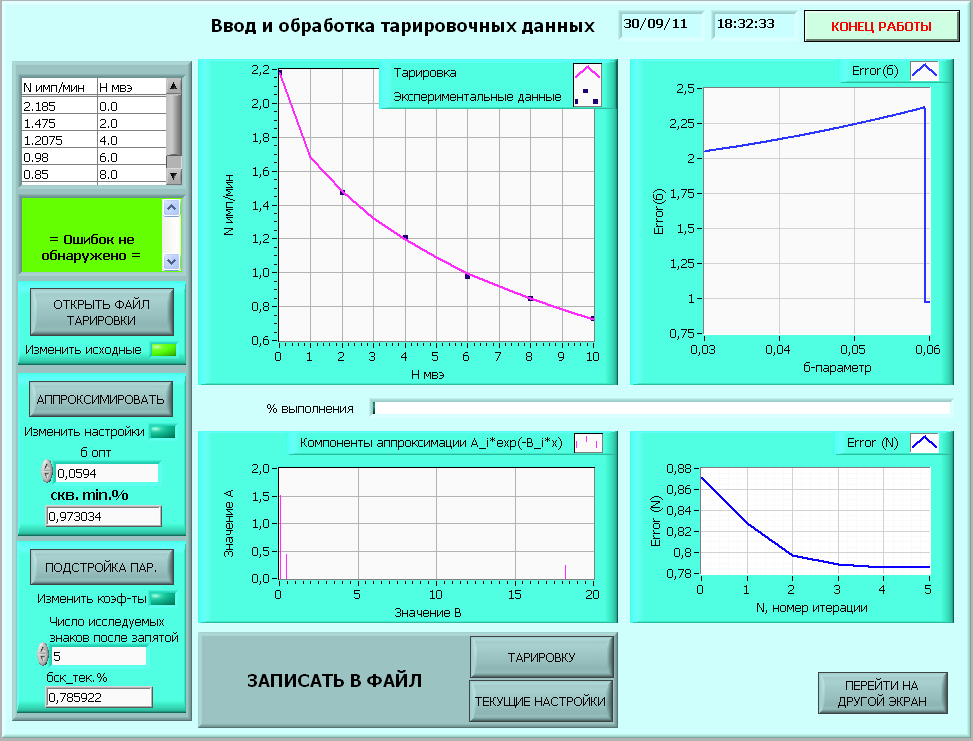 Ввод и обработка тарировочных данных
30/09/11
18:32:33
КОНЕЦ РАБОТЫ
N имп/мин Н мвэ
2.185 0.0
1.475 2.0
1.2075 4.0
0.98 6.0
0.85 8.0
= Ошибок не
обнаружено =
ОТКРЫТЬ ФАЙЛ
ТАРИРОВКИ
Изменить исходные
АППРОКСИМИРОВАТЬ
Изменить настройки
б опт
0,0594
скв. min.%
0,973034
ПОДСТРОЙКА ПАР.
Изменить коэф-ты
Число исследуемых
знаков после запятой
5
бск_тек.%
0,785922
Тарировка
Экспериментальные данные
N имп/мин
2,2
2,0
1,8
1,6
1,4
1,2
1,0
0,8
0,6
0 1 2 3 4 5 6 7 8 9 10
Н мвэ
Error(б)
Error(б)
2,5
2,25
2
1,75
1,5
1,25
1
0,75
0,03 0,04 0,05 0,06
б-параметр
% выполнения
Компоненты аппроксимации A_i*exp(-B_i*x)
Значение А
2,0
1,5
1,0
0,5
0,0
0 5 10 15 20
Значение В
Error (N)
Error (N)
0,88
0,86
0,84
0,82
0,8
0,78
0 1 2 3 4 5
N, номер итерации
ЗАПИСАТЬ В ФАЙЛ
ТАРИРОВКУ
ТЕКУЩИЕ НАСТРОЙКИ
ПЕРЕЙТИ НА
ДРУГОЙ ЭКРАН